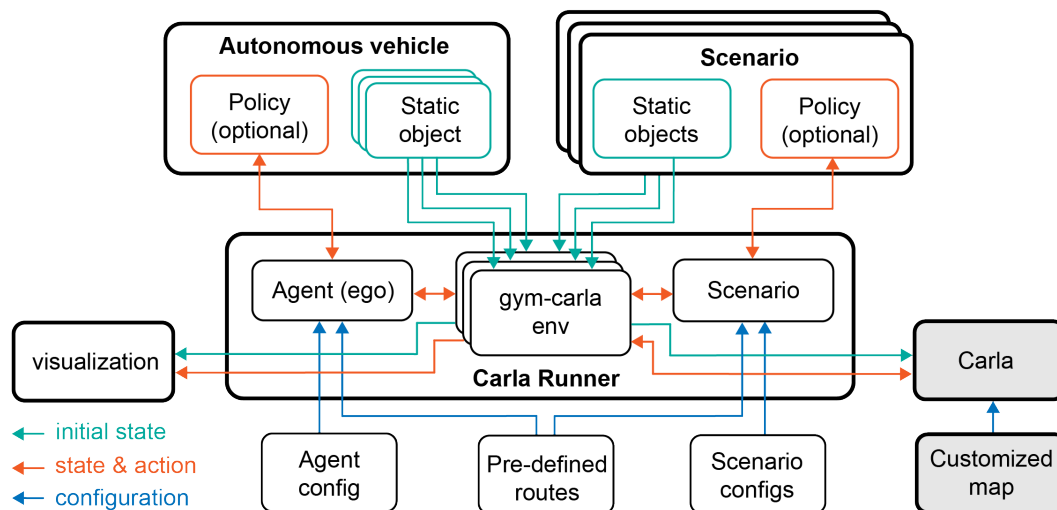 Autonomous vehicle
Policy
(optional)
Static
object
Scenario
Static
objects
Policy
(optional)
Agent (ego)
gym-carla
env
Scenario
Carla Runner
visualization
Carla
initial state
state & action
configuration
Agent
config
Pre-defined
routes
Scenario
configs
Customized
map